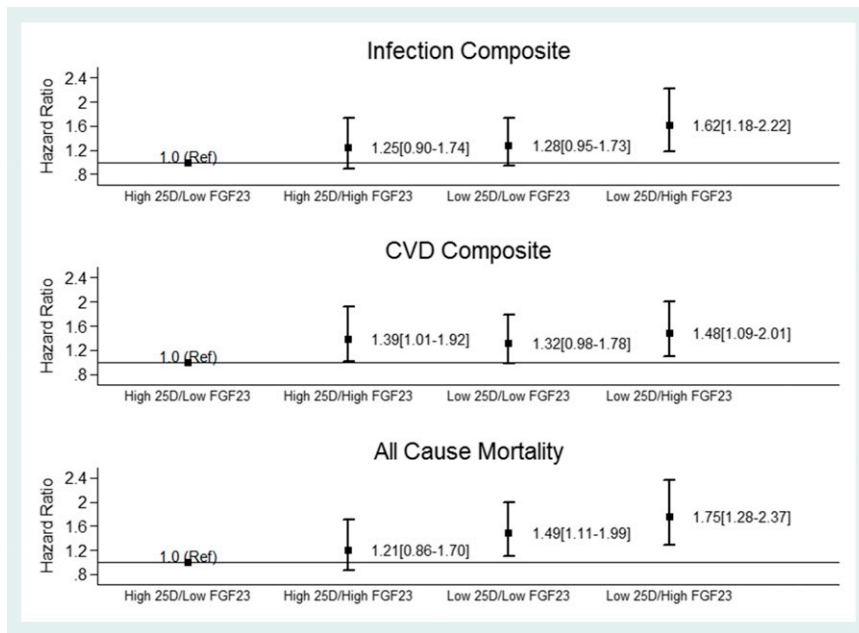 Infection Composite
Hazard Ratio
2.4
2
1.6
1.2
.8
1.0 (Ref)
1.25[0.90-1.74]
1.28[0.95-1.73]
1.62[1.18-2.22]
High 25D/Low FGF23
High 25D/High FGF23
Low 25D/Low FGF23
Low 25D/High FGF23
CVD Composite
Hazard Ratio
2.4
2
1.6
1.2
.8
1.0 (Ref)
1.39[1.01-1.92]
1.32[0.98-1.78]
1.48[1.09-2.01]
High 25D/Low FGF23
High 25D/High FGF23
Low 25D/Low FGF23
Low 25D/High FGF23
All Cause Mortality
Hazard Ratio
2.4
2
1.6
1.2
.8
1.0 (Ref)
1.21[0.86-1.70]
1.49[1.11-1.99]
1.75[1.28-2.37]
High 25D/Low FGF23
High 25D/High FGF23
Low 25D/Low FGF23
Low 25D/High FGF23